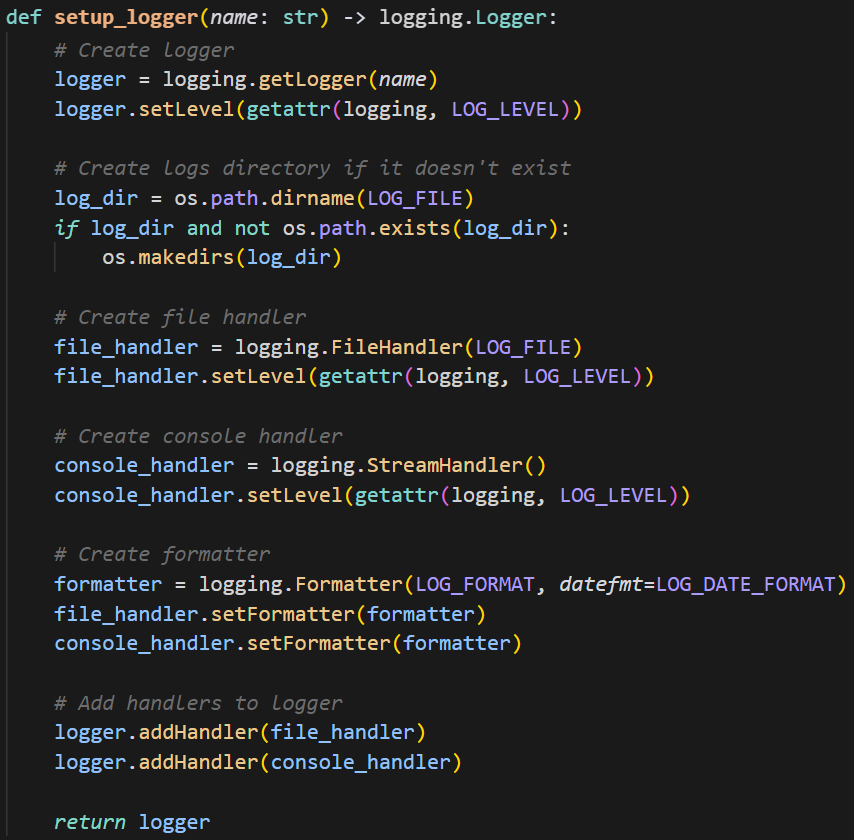 def setup_logger(name: str) -> logging.Logger:
    # Create logger
    logger = logging.getLogger(name)
    logger.setLevel(getattr(logging, LOG_LEVEL))

    # Create logs directory if it doesn't exist
    log_dir = os.path.dirname(LOG_FILE)
    if log_dir and not os.path.exists(log_dir):
        os.makedirs(log_dir)

    # Create file handler
    file_handler = logging.FileHandler(LOG_FILE)
    file_handler.setLevel(getattr(logging, LOG_LEVEL))

    # Create console handler
    console_handler = logging.StreamHandler()
    console_handler.setLevel(getattr(logging, LOG_LEVEL))

    # Create formatter
    formatter = logging.Formatter(LOG_FORMAT, datefmt=LOG_DATE_FORMAT)
    file_handler.setFormatter(formatter)
    console_handler.setFormatter(formatter)

    # Add handlers to logger
    logger.addHandler(file_handler)
    logger.addHandler(console_handler)

    return logger